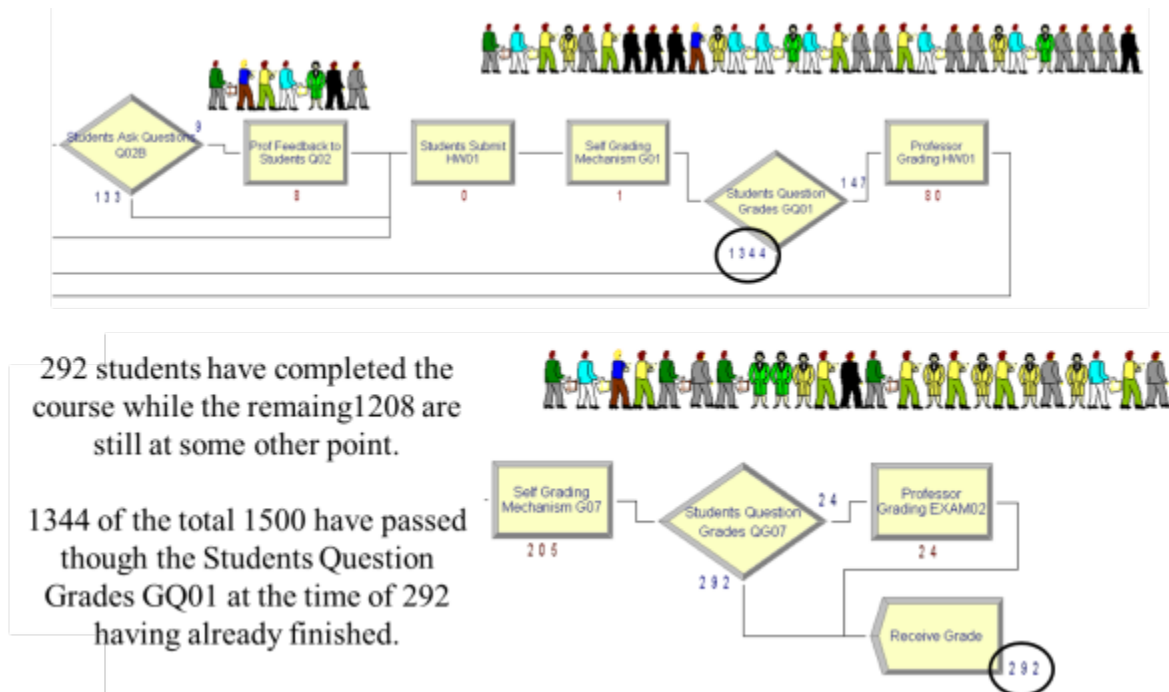 Students Ask Questions
Q02B
9
133
Prof Feedback to
Students Q02
8
Students Submit
HW01
0
Self Grading
Mechanism G01
1
Students Question
Grades GQ01
147
1344
Professor
Grading HW01
80
292 students have completed the
course while the remaing1208 are
still at some other point.
1344 of the total 1500 have passed
though the Students Question
Grades GQ01 at the time of 292
having already finished.
Self Grading
Mechanism G07
205
Students Question
Grades QG07
24
292
Professor
Grading EXAM02
24
Receive Grade
292